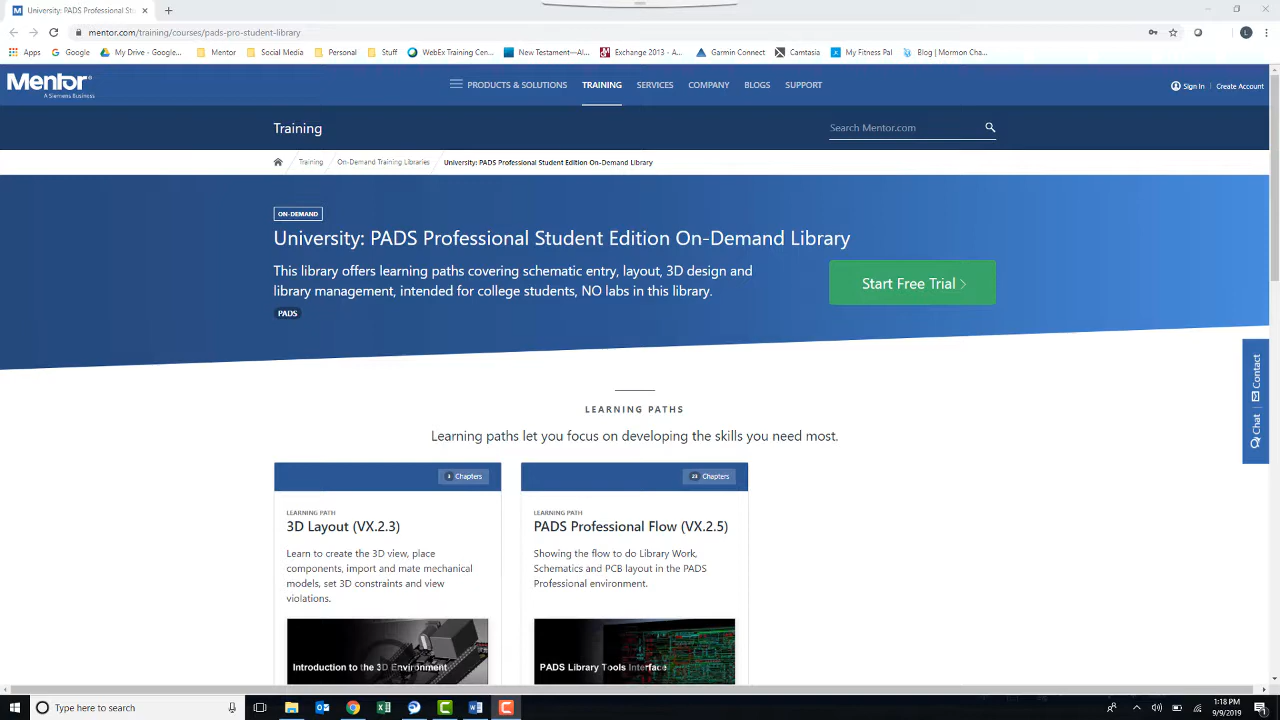 University: PADS Professional St
mentor.com/training/courses/pads-pro-student-library
Apps
Google
My Drive - Google...
Mentor
Social Media
Personal
Stuff
WebEx Training Cen...
New Testament—Al...
Exchange 2013 - A...
Garmin Connect
Camtasia
My Fitness Pal
Blog | Mormon Cha...
L
Mentor®
A Siemens Business
PRODUCTS & SOLUTIONS
TRAINING
SERVICES
COMPANY
BLOGS
SUPPORT
Sign In | Create Account
Training
Search Mentor.com
Training
On-Demand Training Libraries
University: PADS Professional Student Edition On-Demand Library
ON-DEMAND
University: PADS Professional Student Edition On-Demand Library
This library offers learning paths covering schematic entry, layout, 3D design and
library management, intended for college students, NO labs in this library.
PADS
Start Free Trial
Contact
Chat
LEARNING PATHS
Learning paths let you focus on developing the skills you need most.
3 Chapters
LEARNING PATH
3D Layout (VX.2.3)
Learn to create the 3D view, place
components, import and mate mechanical
models, set 3D constraints and view
violations.
Introduction to the 3D Environment
23 Chapters
LEARNING PATH
PADS Professional Flow (VX.2.5)
Showing the flow to do Library Work,
Schematics and PCB layout in the PADS
Professional environment.
PADS Library Tools Interface
Type here to search
1:18 PM
9/9/2019